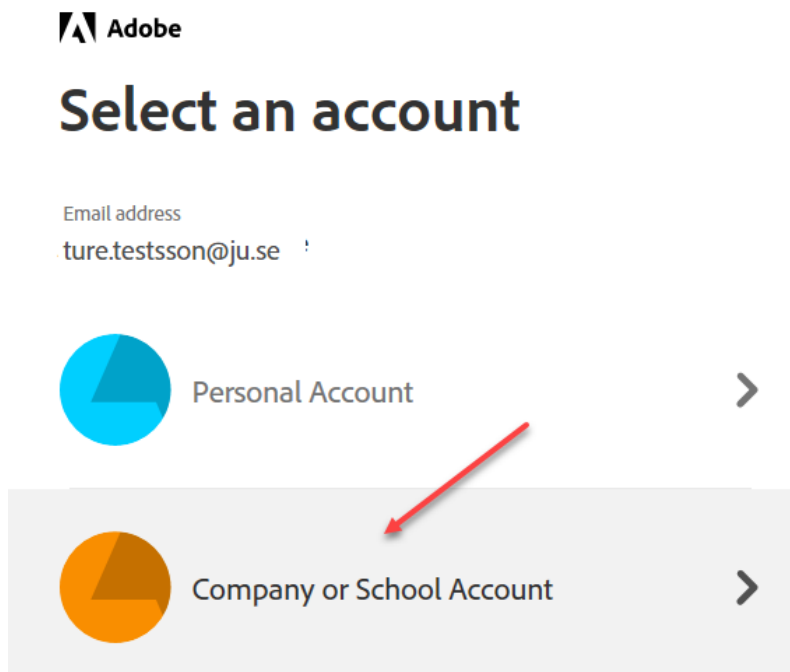 Adobe
Select an account
Email address
ture.testsson@ju.se
Personal Account
Company or School Account